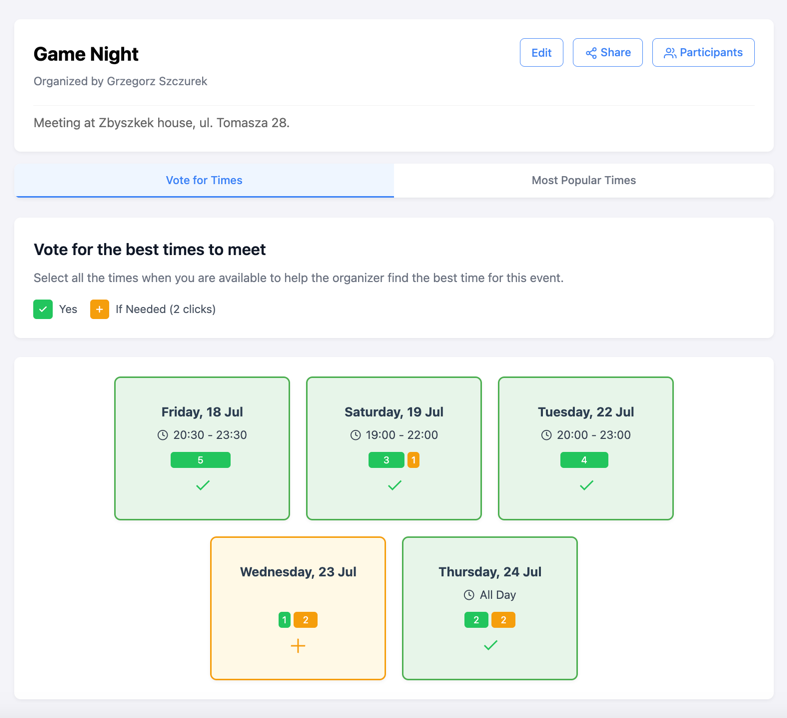 Game Night
Edit
Share
Participants
Organized by Grzegorz Szczurek
Meeting at Zbyszkek house, ul. Tomasza 28.
Vote for Times
Most Popular Times
Vote for the best times to meet
Select all the times when you are available to help the organizer find the best time for this event.
Yes
If Needed (2 clicks)
Friday, 18 Jul
20:30 - 23:30
5
Saturday, 19 Jul
19:00 - 22:00
3 1
Tuesday, 22 Jul
20:00 - 23:00
4
Wednesday, 23 Jul
1 2
Thursday, 24 Jul
All Day
2 2